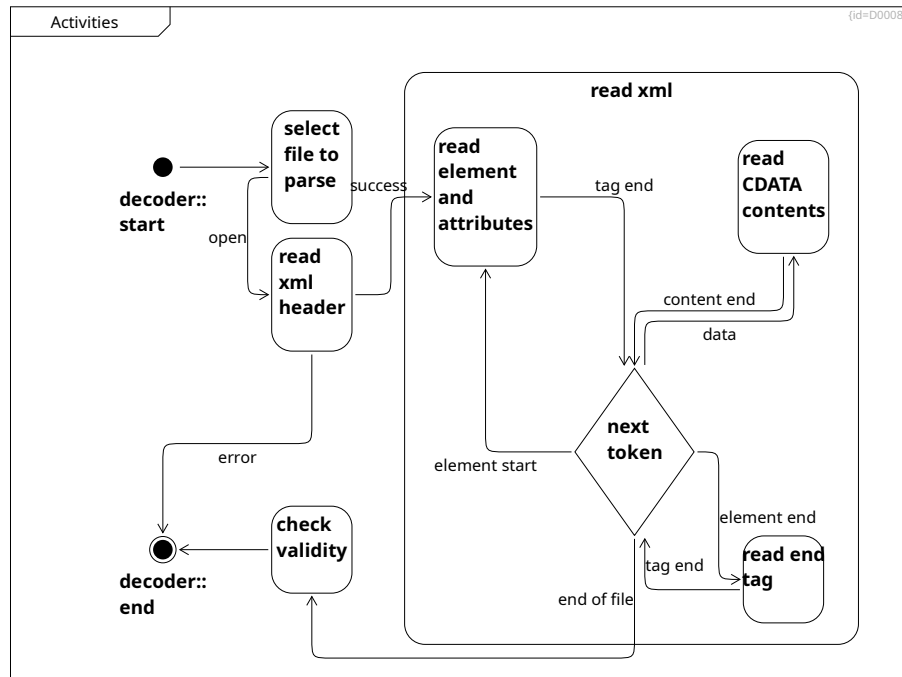 Activities
{id=D0008
read xml
select
file to
parse
read
element
and
attributes
read
CDATA
contents
decoder::
start
success
tag end
open
read
xml
header
content end
data
next
token
error
element start
element end
check
validity
read end
tag
tag end
decoder::
end
end of file